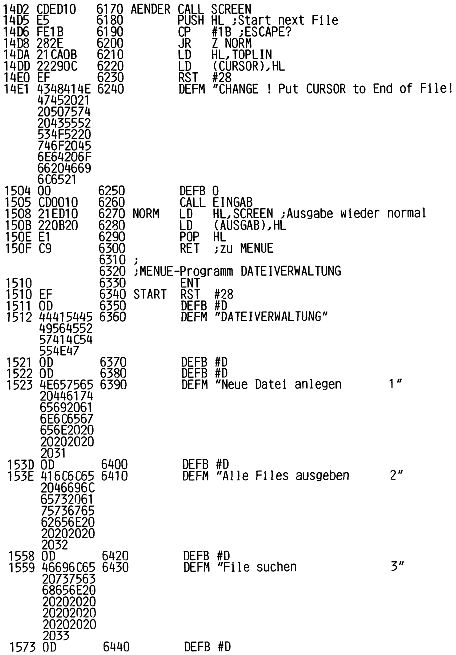 14D2 CDED10 6170 AENDER CALL SCREEN
14D5 E5 6180 PUSH HL ;Start next File
14D6 FE1B 6190 CP #1B ;ESCAPE?
14D8 282E 6200 JR Z NORM
14DA 21CA0B 6210 LD HL,TOPLIN
14DD 22290C 6220 LD (CURSOR),HL
14E0 EF 6230 RST #28
14E1 4348414E 6240 DEFM "CHANGE ! Put CURSOR to End of File!
47452021
20507574
20435552
534F5220
746F2045
6E64206F
66204669
6C6521
1504 00 6250 DEFB 0
1505 CD0010 6260 CALL EINGAB
1508 21ED10 6270 NORM LD HL,SCREEN ;Ausgabe wieder normal
150B 220B20 6280 LD (AUSGAB),HL
150E E1 6290 POP HL
150F C9 6300 RET ;zu MENUE
6310 ;
6320 ;MENUE-Programm DATEIVERWALTUNG
1510 6330 ENT
1510 EF 6340 START RST #28
1511 0D 6350 DEFB #D
1512 44415445 6360 DEFM "DATEIVERWALTUNG"
49564552
57414C54
554E47
1521 0D 6370 DEFB #D
1522 0D 6380 DEFB #D
1523 4E657565 6390 DEFM "Neue Datei anlegen 1"
20446174
65692061
6E6C6567
656E2020
20202020
2031
153D 0D 6400 DEFB #D
153E 416C6C65 6410 DEFM "Alle Files ausgeben 2"
2046696C
65732061
75736765
62656E20
20202020
2032
1558 0D 6420 DEFB #D
1559 46696C65 6430 DEFM "File suchen 3"
20737563
68656E20
20202020
20202020
20202020
2033
1573 0D 6440 DEFB #D